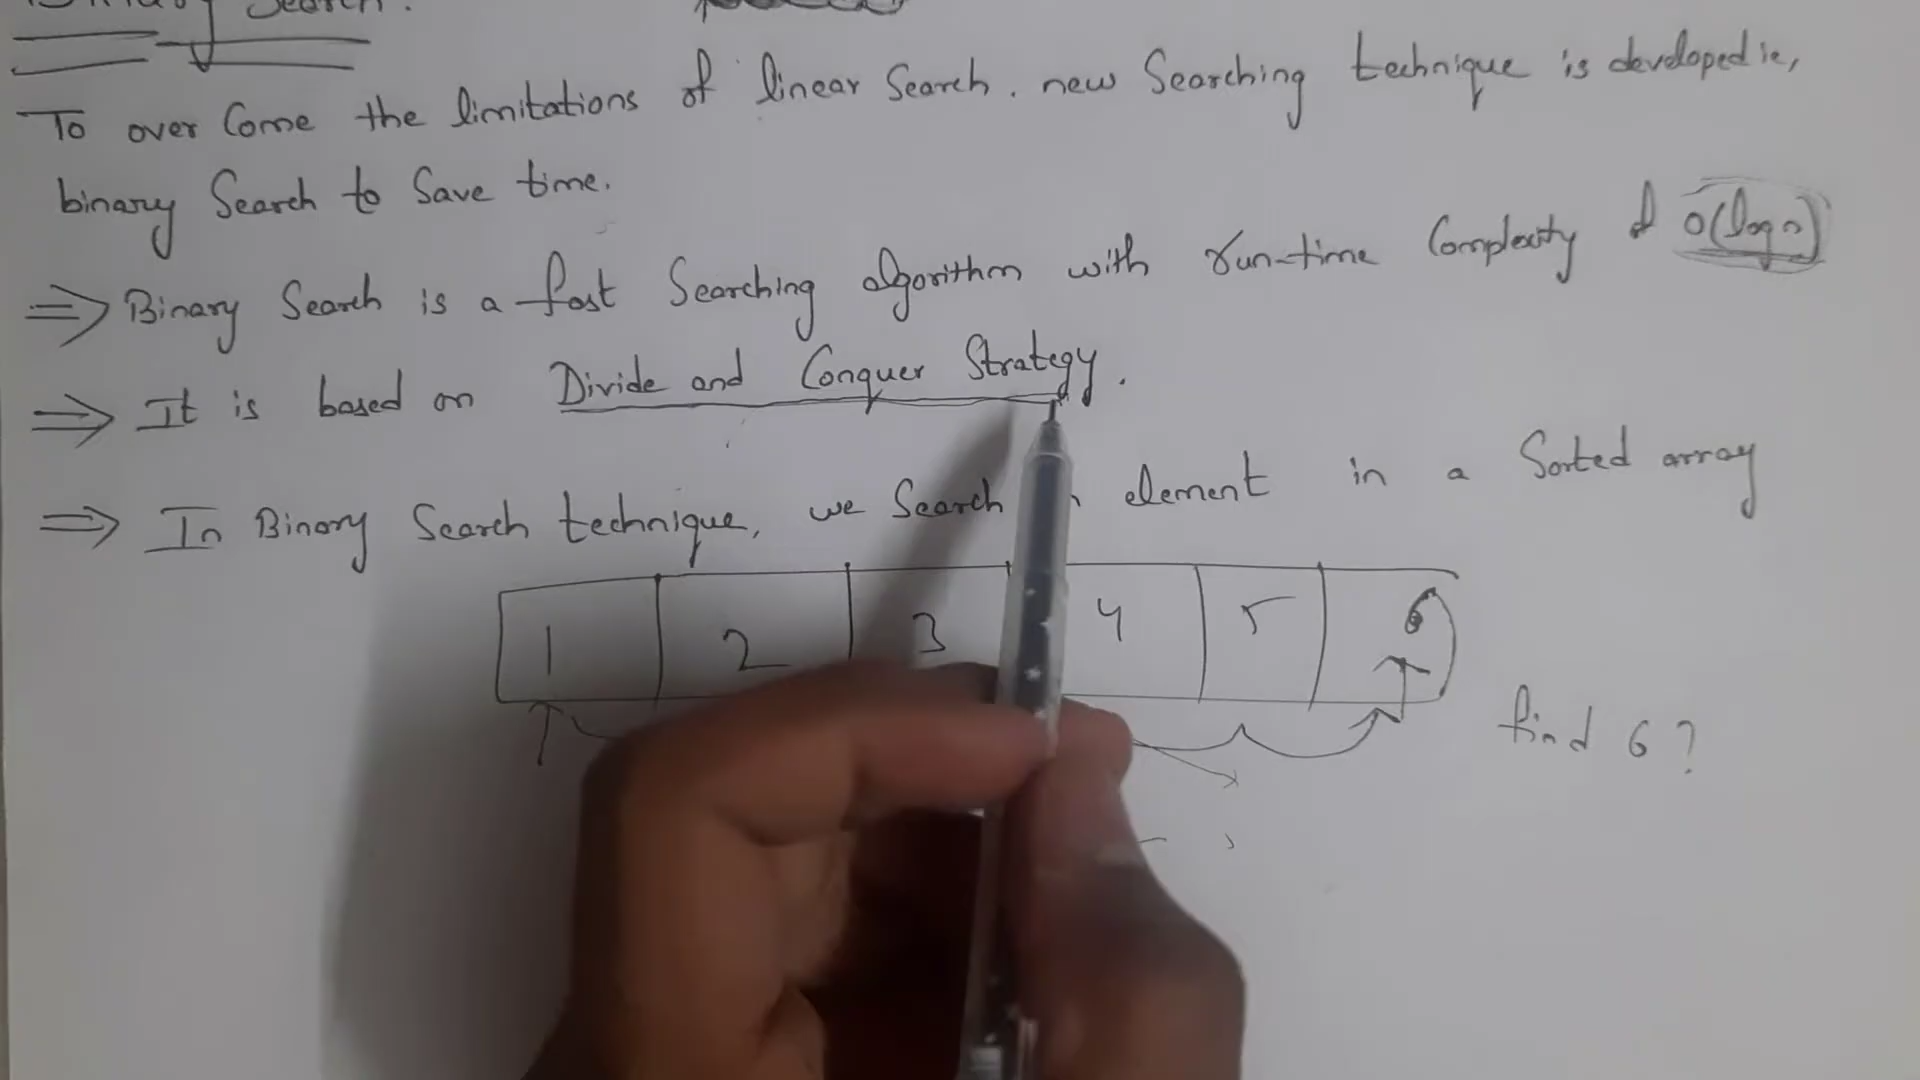 Binary Search.
To over Come the limitations of linear Search. new Searching technique is developed ie,
binary Search to Save time.
⇒ Binary Search is a fast Searching algorithm with run-time Complexity of O(log n)
⇒ It is based on Divide and Conquer Strategy.
⇒ In Binary Search technique, we Search element in a Sorted array
1 2 3 4 5 6
find 6?